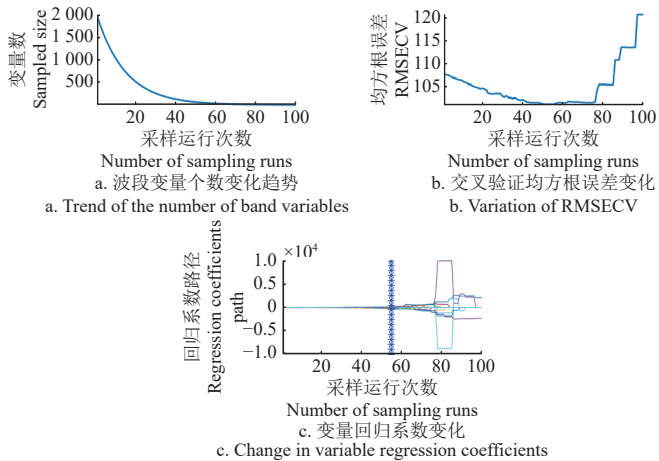 变量数
Sampled size
2 000
1 500
1 000
500
20 40 60 80 100
采样运行次数
Number of sampling runs
a. 波段变量个数变化趋势
a. Trend of the number of band variables
均方根误差
RMSECV
120
115
110
105
20 40 60 80 100
采样运行次数
Number of sampling runs
b. 交叉验证均方根误差变化
b. Variation of RMSECV
回归系数路径
Regression coefficients
path
×10⁴
1.0
0.5
0
−0.5
−1.0
20 40 60 80 100
采样运行次数
Number of sampling runs
c. 变量回归系数变化
c. Change in variable regression coefficients